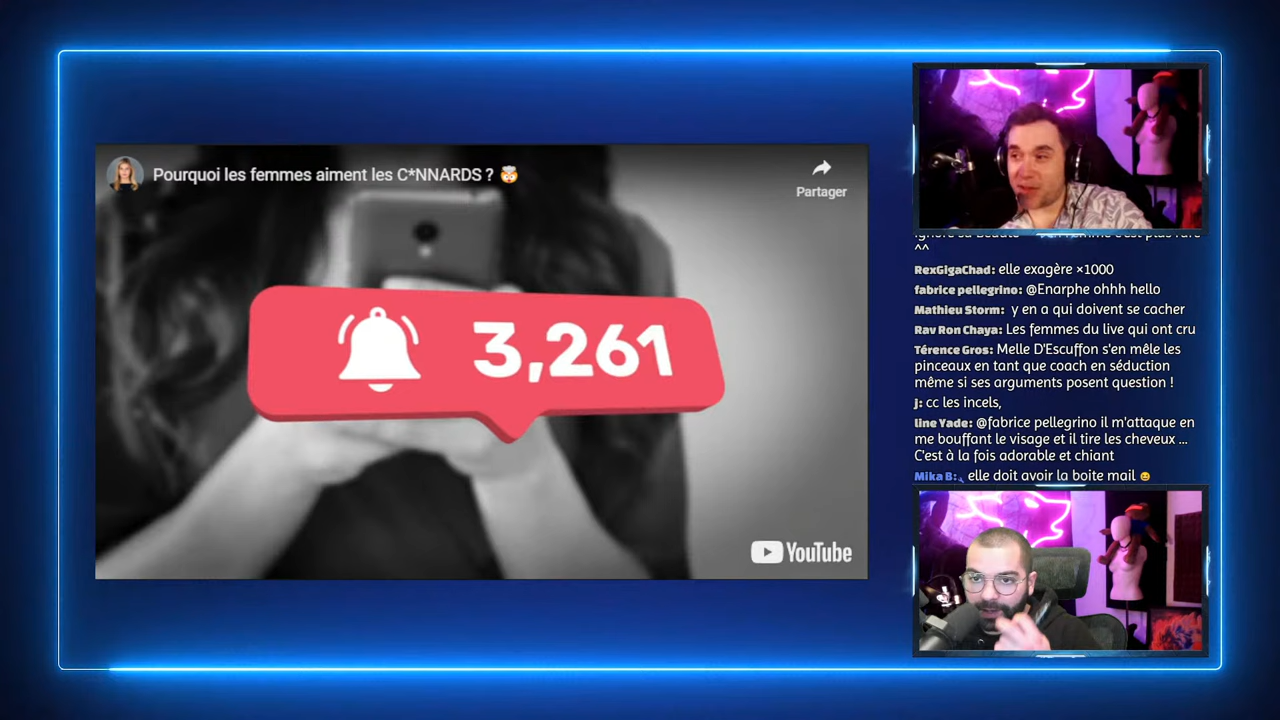 Pourquoi les femmes aiment les C*NNARDS ? 🤯
Partager
3,261
YouTube
^^
RexGigaChad: elle exagère ×1000
fabrice pellegrino: @Enarphe ohhh hello
Mathieu Storm: y en a qui doivent se cacher
Rav Ron Chaya: Les femmes du live qui ont cru
Térence Gros: Melle D'Escuffon s'en mêle les
pinceaux en tant que coach en séduction
même si ses arguments posent question !
j: cc les incels,
line Yade: @fabrice pellegrino il m'attaque en
me bouffant le visage et il tire les cheveux ...
C'est à la fois adorable et chiant
Mika B: elle doit avoir la boite mail 😆